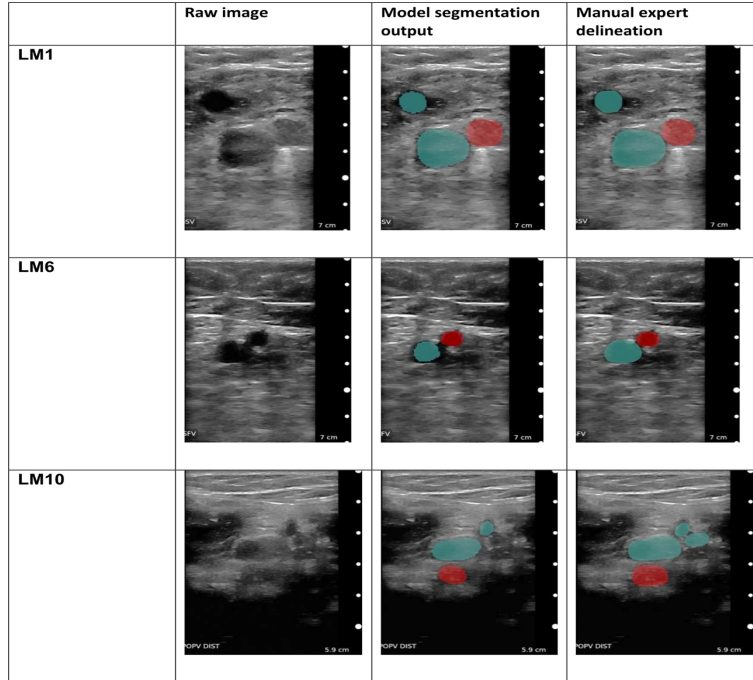 Raw image
Model segmentation output
Manual expert delineation
LM1
SV 7 cm
SV 7 cm
SV 7 cm
LM6
SFV 7 cm
SFV 7 cm
SFV 7 cm
LM10
POPV DIST 5.9 cm
POPV DIST 5.9 cm
POPV DIST 5.9 cm